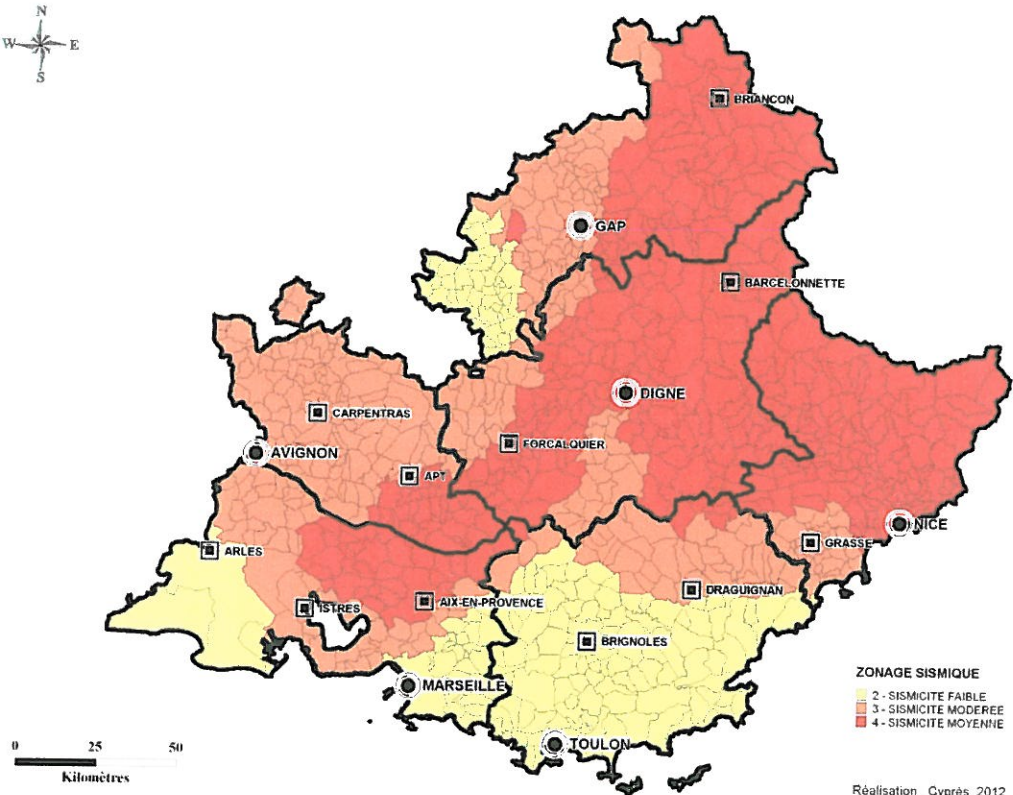 N
W E
S
BRIANCON
GAP
BARCELONNETTE
DIGNE
CARPENTRAS
FORCALQUIER
AVIGNON
APT
NICE
GRASSE
ARLES
DRAGUIGNAN
AIX-EN-PROVENCE
ISTRES
BRIGNOLES
MARSEILLE
TOULON
ZONAGE SISMIQUE
2 - SISMICITE FAIBLE
3 - SISMICITE MODEREE
4 - SISMICITE MOYENNE
0 25 50
Kilomètres
Réalisation Cyprès 2012